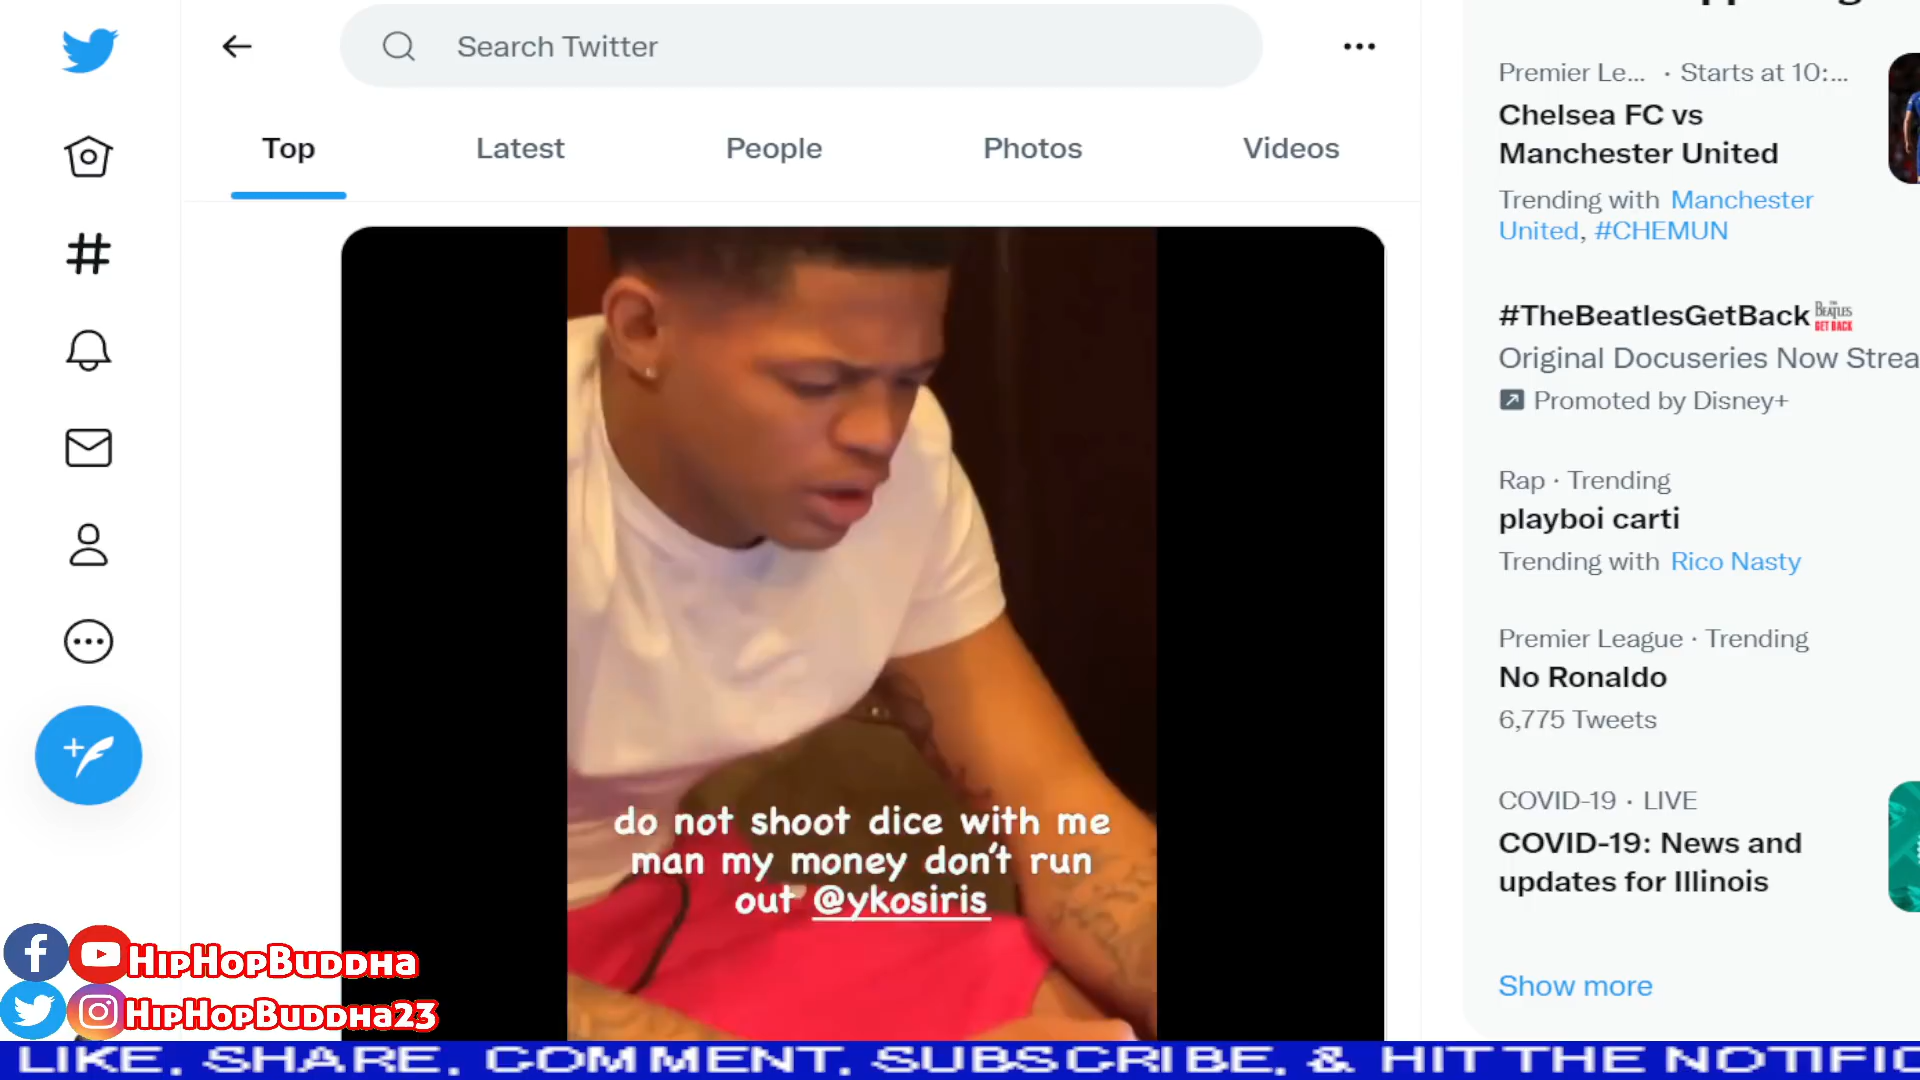 Search Twitter
Top
Latest
People
Photos
Videos
do not shoot dice with me
man my money don't run
out @ykosiris
Premier Le... · Starts at 10:...
Chelsea FC vs
Manchester United
Trending with Manchester
United, #CHEMUN
#TheBeatlesGetBack
THE
BEATLES
GET BACK
Original Docuseries Now Strea
Promoted by Disney+
Rap · Trending
playboi carti
Trending with Rico Nasty
Premier League · Trending
No Ronaldo
6,775 Tweets
COVID-19 · LIVE
COVID-19: News and
updates for Illinois
Show more
HipHopBuddha
HipHopBuddha23
LIKE, SHARE, COMMENT, SUBSCRIBE, & HIT THE NOTIFIC